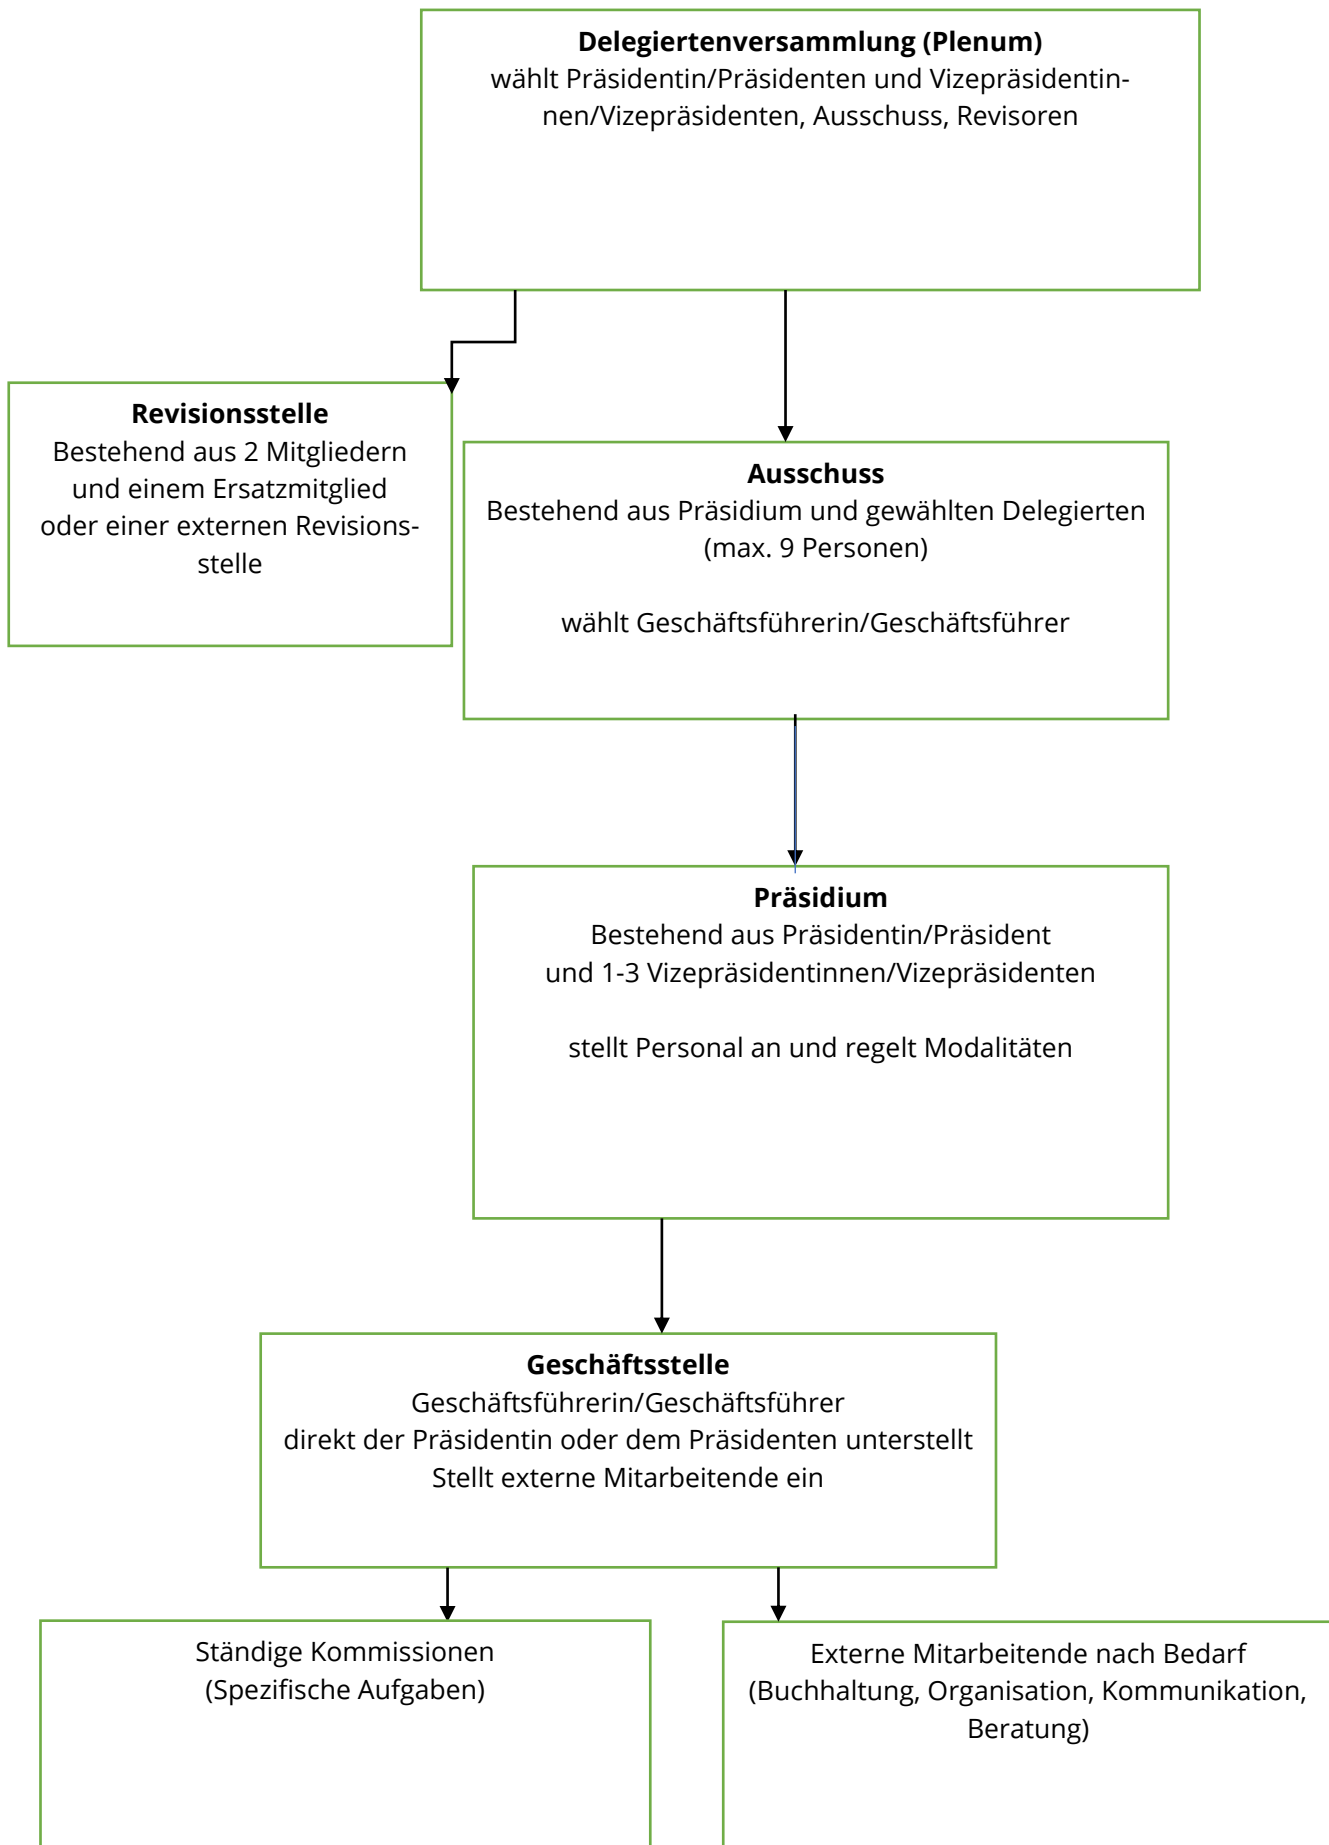 Delegiertenversammlung (Plenum)
wählt Präsidentin/Präsidenten und Vizepräsidentin-
nen/Vizepräsidenten, Ausschuss, Revisoren
Revisionsstelle
Bestehend aus 2 Mitgliedern
und einem Ersatzmitglied
oder einer externen Revisions-
stelle
Ausschuss
Bestehend aus Präsidium und gewählten Delegierten
(max. 9 Personen)
wählt Geschäftsführerin/Geschäftsführer
Präsidium
Bestehend aus Präsidentin/Präsident
und 1-3 Vizepräsidentinnen/Vizepräsidenten
stellt Personal an und regelt Modalitäten
Geschäftsstelle
Geschäftsführerin/Geschäftsführer
direkt der Präsidentin oder dem Präsidenten unterstellt
Stellt externe Mitarbeitende ein
Ständige Kommissionen
(Spezifische Aufgaben)
Externe Mitarbeitende nach Bedarf
(Buchhaltung, Organisation, Kommunikation,
Beratung)